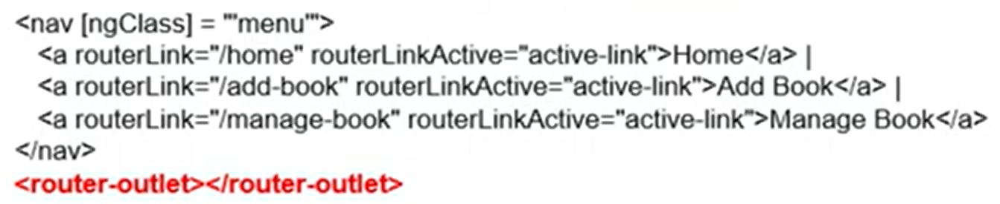 <nav [ngClass] = "'menu'">
<a routerLink="/home" routerLinkActive="active-link">Home</a> |
<a routerLink="/add-book" routerLinkActive="active-link">Add Book</a> |
<a routerLink="/manage-book" routerLinkActive="active-link">Manage Book</a>
</nav>
<router-outlet></router-outlet>